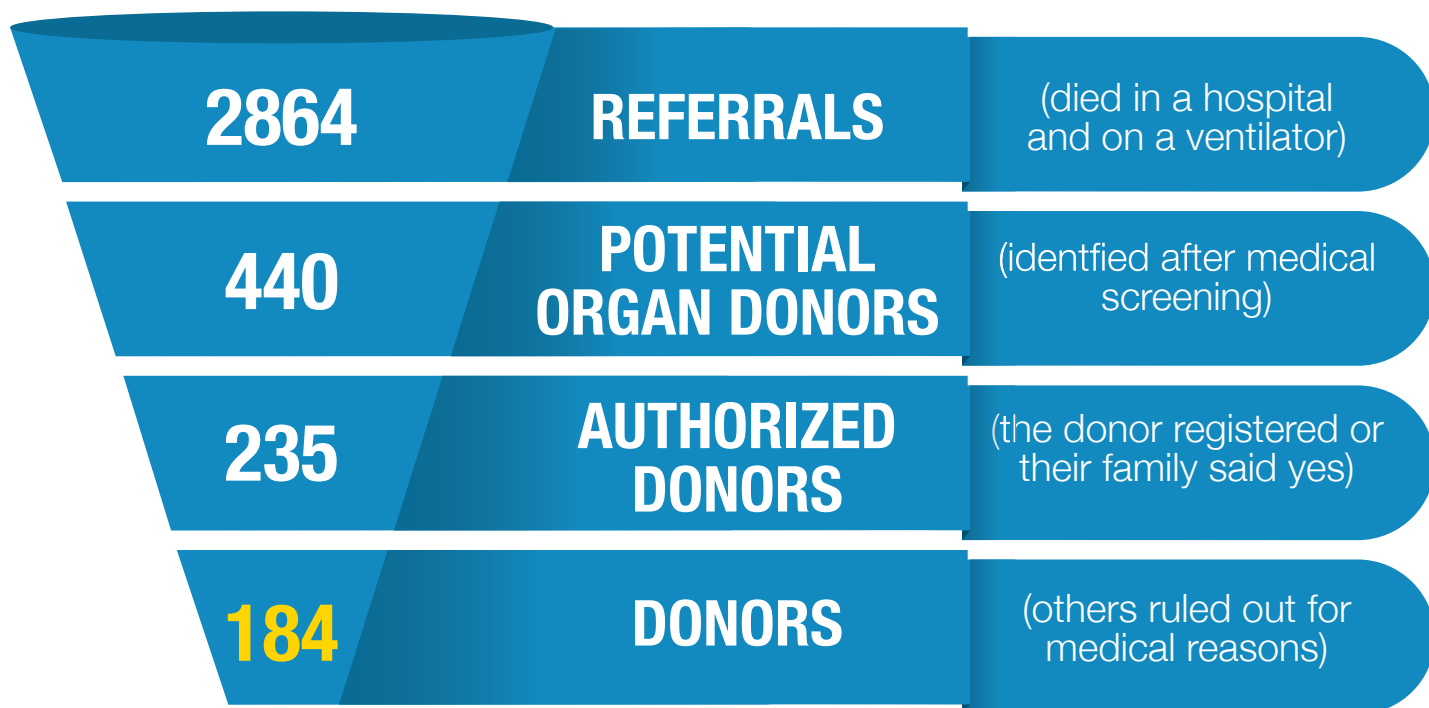 2864
REFERRALS
(died in a hospital
and on a ventilator)
440
POTENTIAL
ORGAN DONORS
(identfied after medical
screening)
235
AUTHORIZED
DONORS
(the donor registered or
their family said yes)
184
DONORS
(others ruled out for
medical reasons)